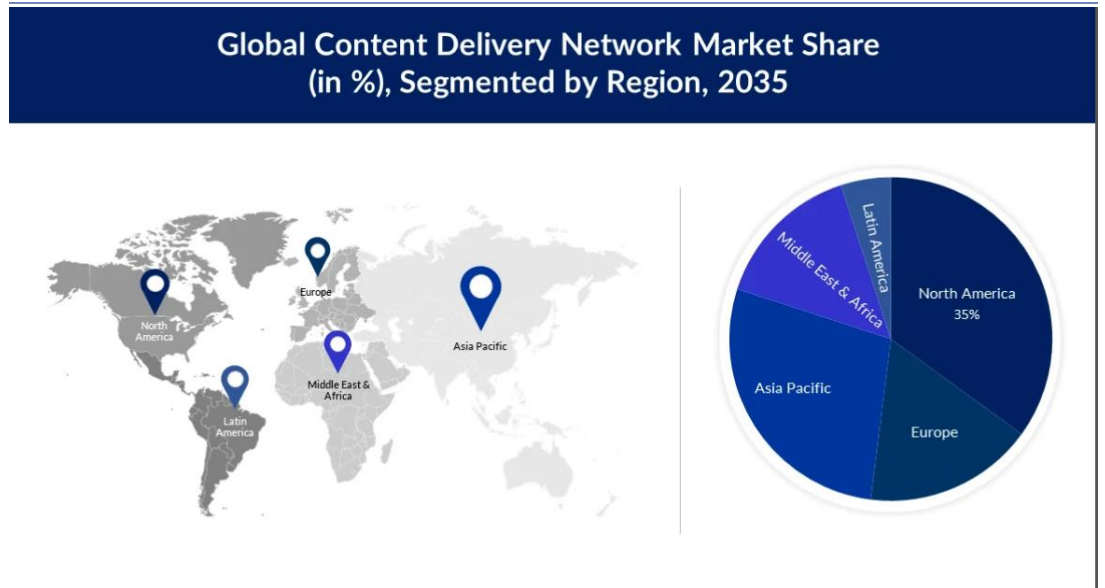 Global Content Delivery Network Market Share
(in %), Segmented by Region, 2035
North
America
Europe
Asia Pacific
Middle East &
Africa
Latin
America
Latin America
Middle East & Africa
North America
35%
Asia Pacific
Europe